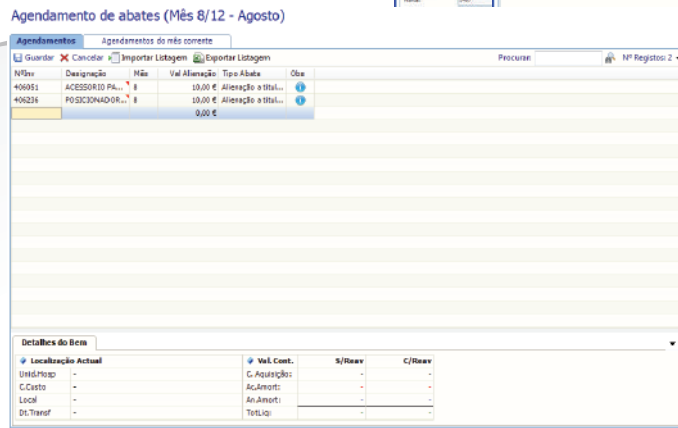 Agendamento de abates (Mês 8/12 - Agosto)
Agendamentos Agendamentos do mês corrente
Guardar Cancelar Importar Listagem Exportar Listagem Procurar: Nº Registos: 2
NºInv Designação Mês Val Alienação Tipo Abate Obs
406051 ACESSORIO PA... 8 10,00 € Alienação a títul...
406236 POSICIONADOR... 8 10,00 € Alienação a títul...
0,00 €
Detalhes do Bem
Localização Actual Val. Cont. S/Reav C/Reav
Unid.Hosp - C. Aquisição: - -
C.Custo - Ac.Amort: - -
Local - An.Amort: - -
Dt.Transf - TotLiq: - -